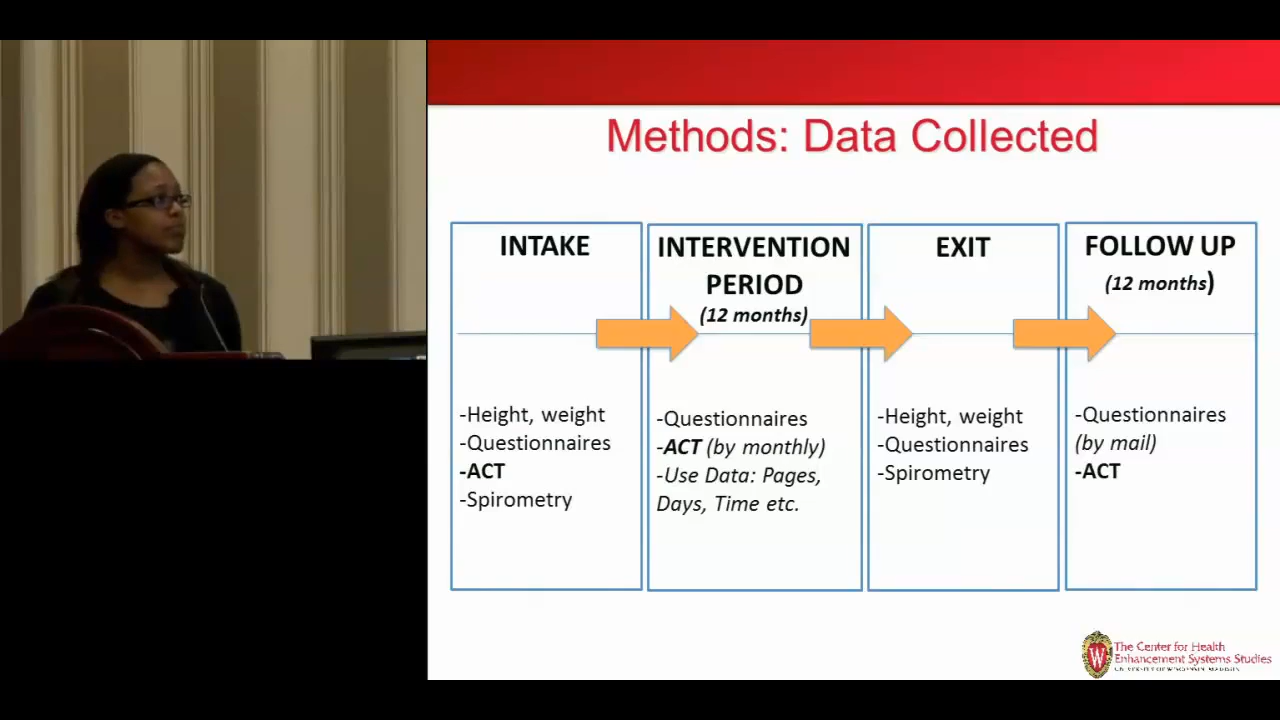 Methods: Data Collected
INTAKE
-Height, weight
-Questionnaires
-ACT
-Spirometry
INTERVENTION
PERIOD
(12 months)
-Questionnaires
-ACT (by monthly)
-Use Data: Pages,
Days, Time etc.
EXIT
-Height, weight
-Questionnaires
-Spirometry
FOLLOW UP
(12 months)
-Questionnaires
(by mail)
-ACT
W
The Center for Health
Enhancement Systems Studies